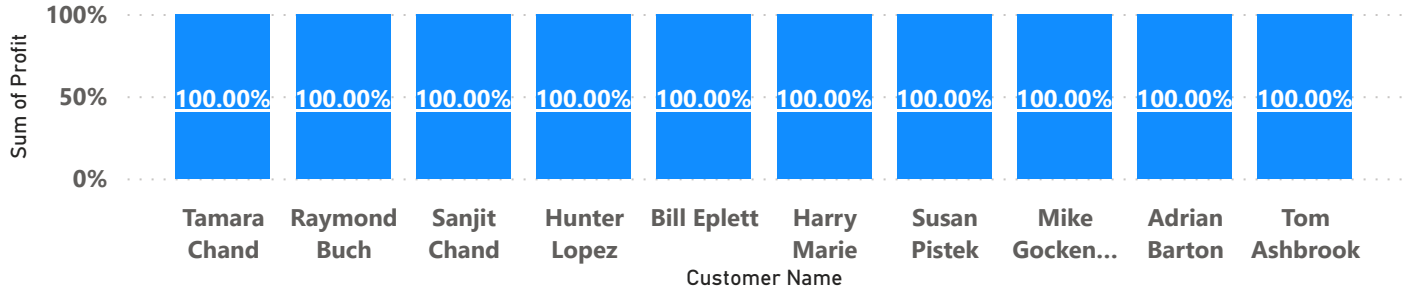 100%
50%
0%
Sum of Profit
100.00% 100.00% 100.00% 100.00% 100.00% 100.00% 100.00% 100.00% 100.00% 100.00%
Tamara Chand
Raymond Buch
Sanjit Chand
Hunter Lopez
Bill Eplett
Harry Marie
Susan Pistek
Mike Gocken...
Adrian Barton
Tom Ashbrook
Customer Name